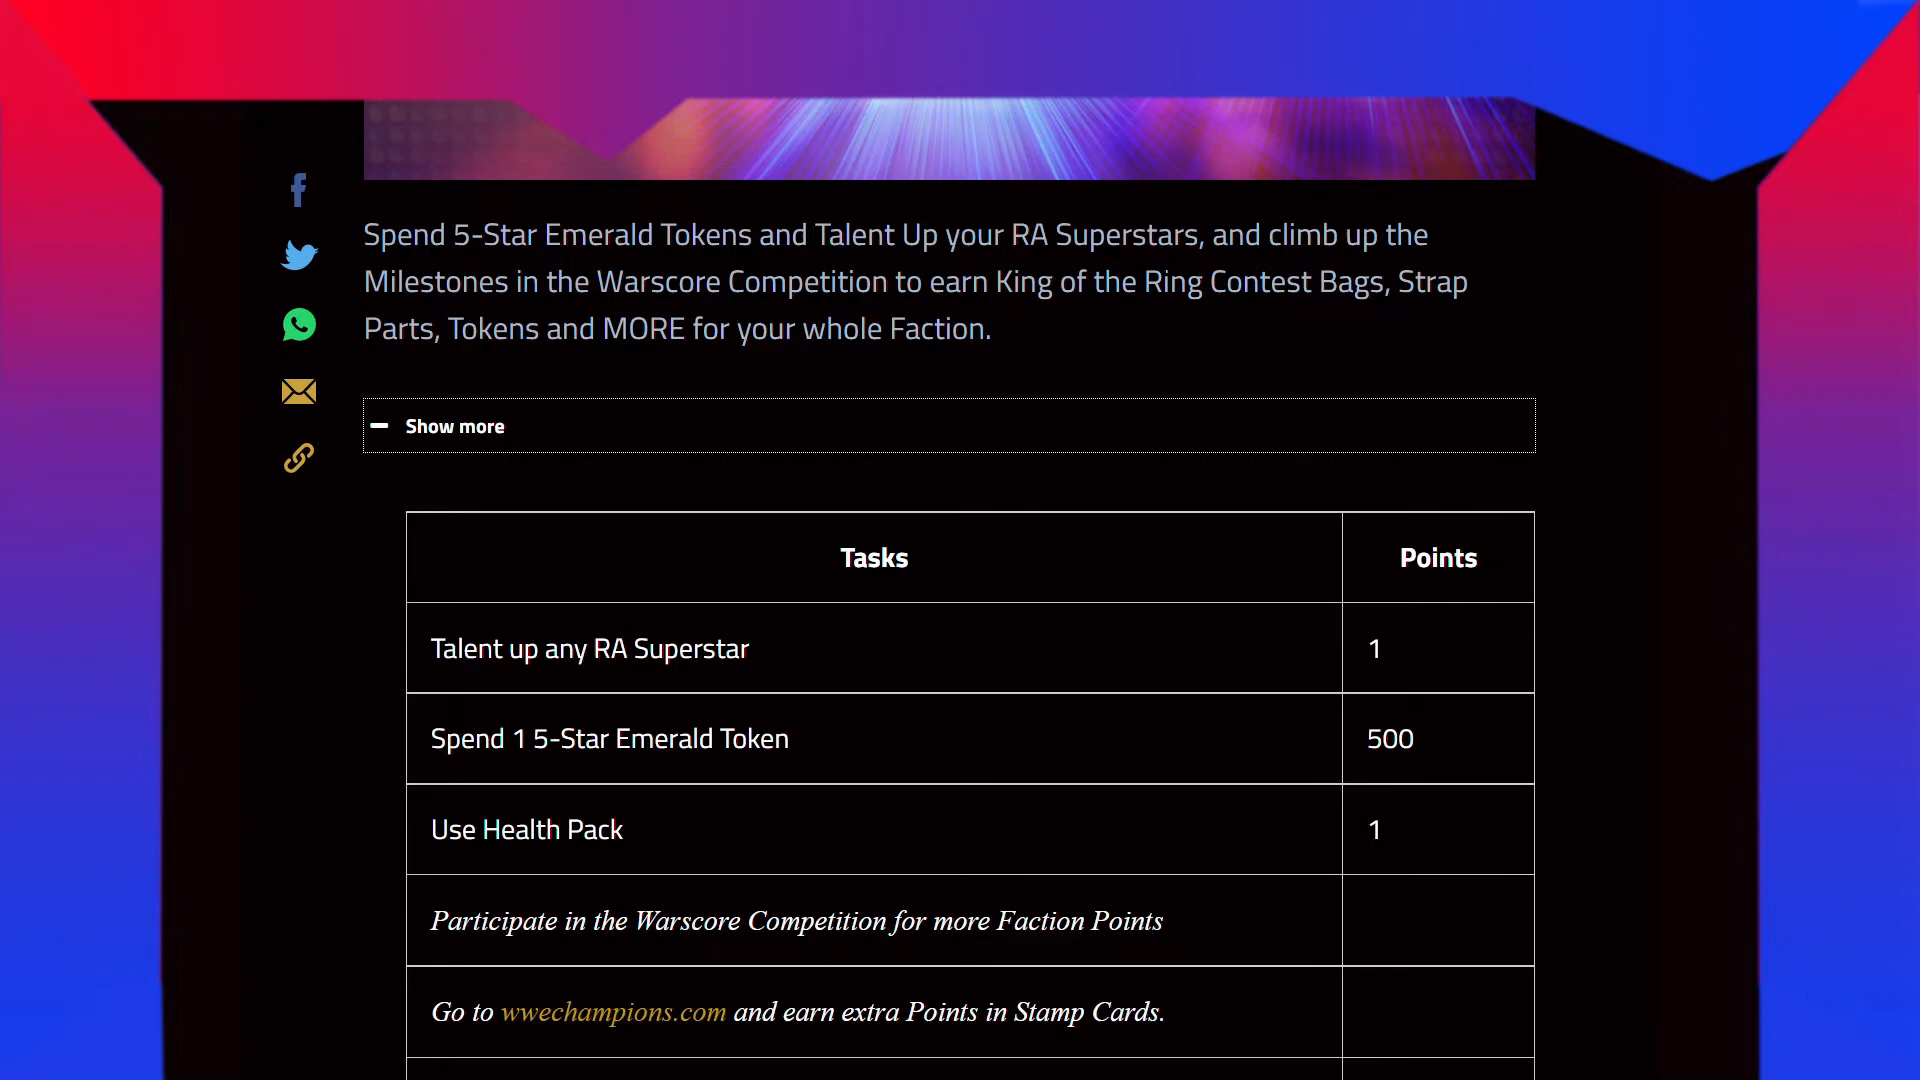 Spend 5-Star Emerald Tokens and Talent Up your RA Superstars, and climb up the
Milestones in the Warscore Competition to earn King of the Ring Contest Bags, Strap
Parts, Tokens and MORE for your whole Faction.
Show more
Tasks Points
Talent up any RA Superstar 1
Spend 1 5-Star Emerald Token 500
Use Health Pack 1
Participate in the Warscore Competition for more Faction Points
Go to wwechampions.com and earn extra Points in Stamp Cards.